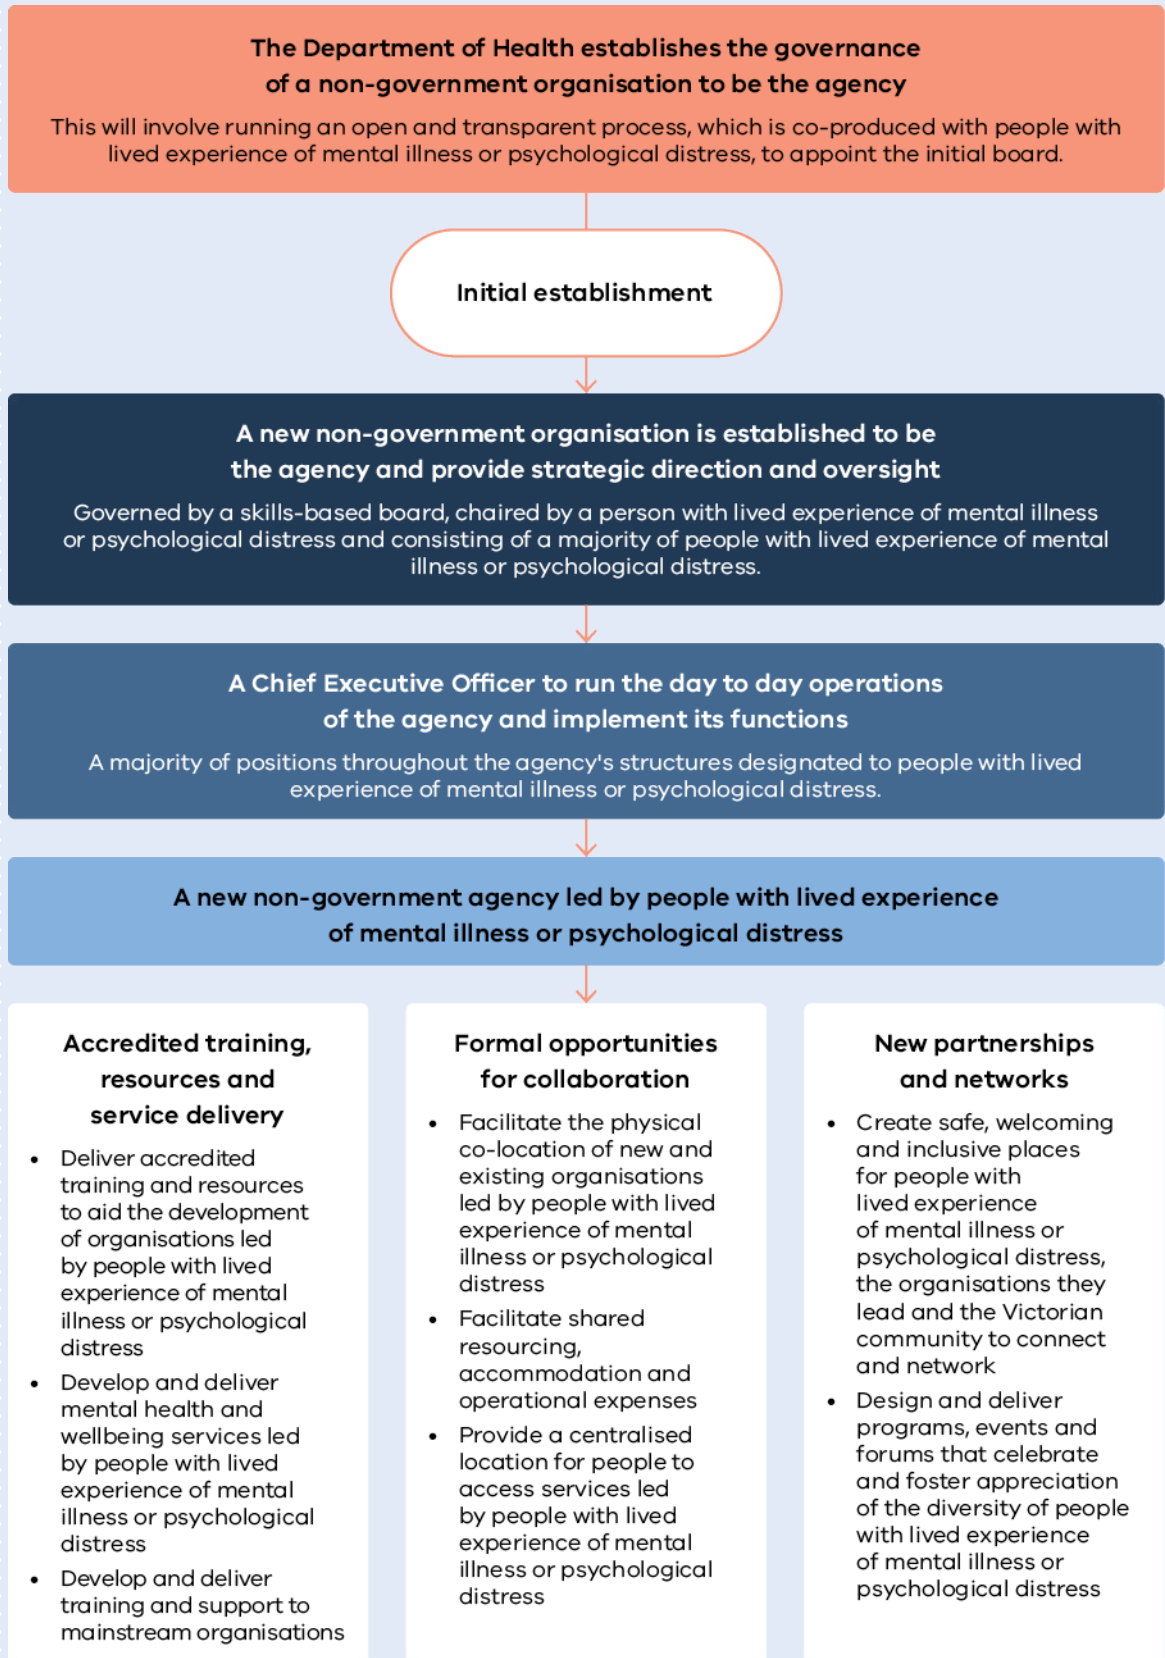 The Department of Health establishes the governance
of a non-government organisation to be the agency
This will involve running an open and transparent process, which is co-produced with people with
lived experience of mental illness or psychological distress, to appoint the initial board.
Initial establishment
A new non-government organisation is established to be
the agency and provide strategic direction and oversight
Governed by a skills-based board, chaired by a person with lived experience of mental illness
or psychological distress and consisting of a majority of people with lived experience of mental
illness or psychological distress.
A Chief Executive Officer to run the day to day operations
of the agency and implement its functions
A majority of positions throughout the agency's structures designated to people with lived
experience of mental illness or psychological distress.
A new non-government agency led by people with lived experience
of mental illness or psychological distress
Accredited training,
resources and
service delivery
• Deliver accredited
training and resources
to aid the development
of organisations led
by people with lived
experience of mental
illness or psychological
distress
• Develop and deliver
mental health and
wellbeing services led
by people with lived
experience of mental
illness or psychological
distress
• Develop and deliver
training and support to
mainstream organisations
Formal opportunities
for collaboration
• Facilitate the physical
co-location of new and
existing organisations
led by people with lived
experience of mental
illness or psychological
distress
• Facilitate shared
resourcing,
accommodation and
operational expenses
• Provide a centralised
location for people to
access services led
by people with lived
experience of mental
illness or psychological
distress
New partnerships
and networks
• Create safe, welcoming
and inclusive places
for people with
lived experience
of mental illness or
psychological distress,
the organisations they
lead and the Victorian
community to connect
and network
• Design and deliver
programs, events and
forums that celebrate
and foster appreciation
of the diversity of people
with lived experience
of mental illness or
psychological distress